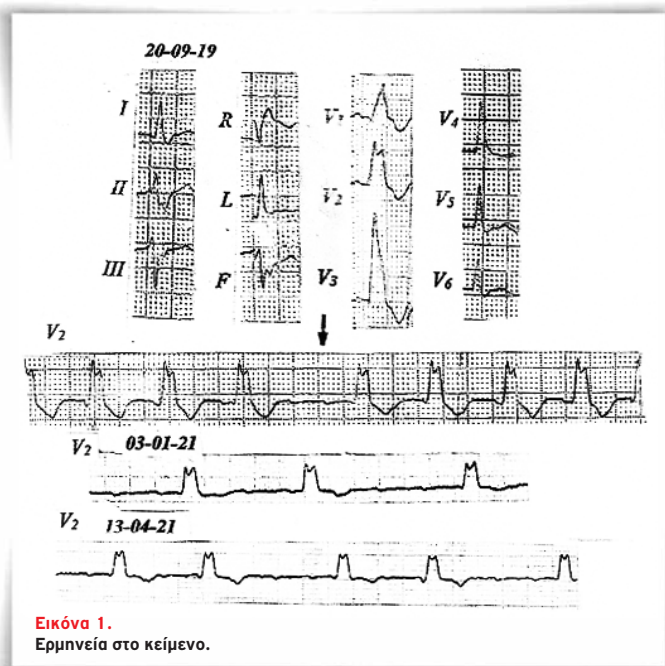 20-09-19
I R V1 V4
II L V2 V5
III F V3 V6
V2
V2 03-01-21
V2 13-04-21
Εικόνα 1.
Ερμηνεία στο κείμενο.